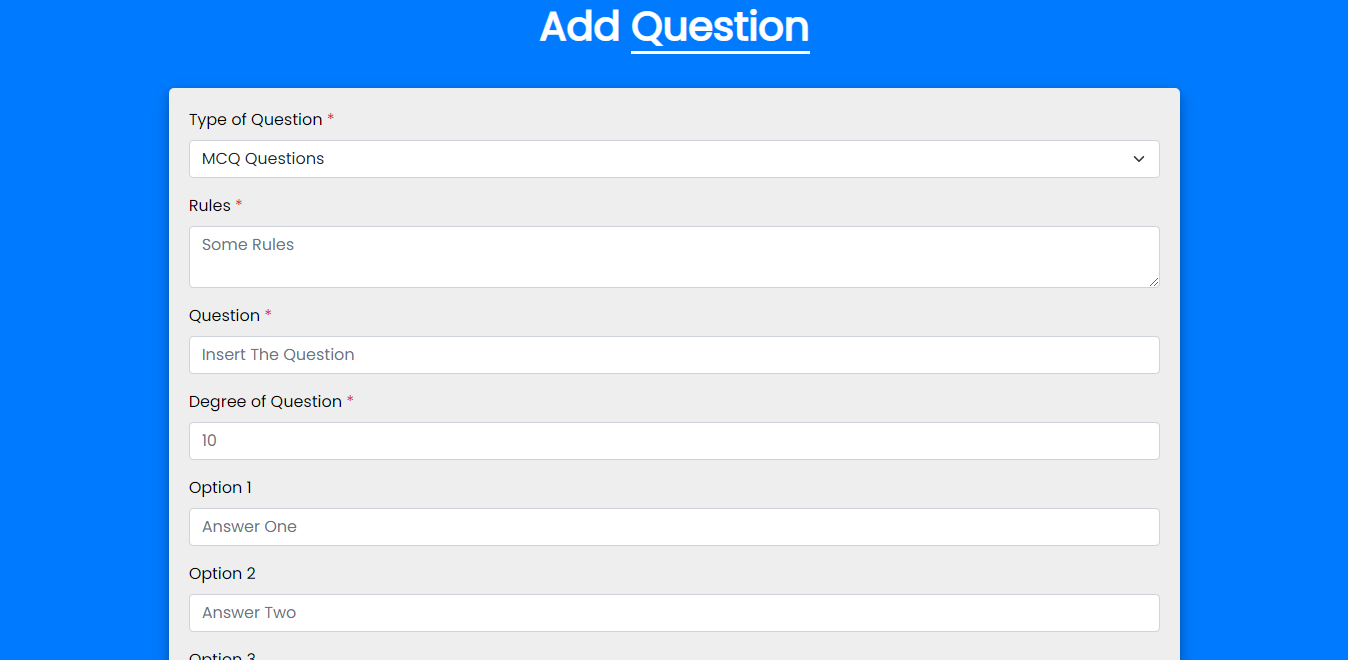 Add Question
Type of Question *
MCQ Questions
Rules *
Some Rules
Question *
Insert The Question
Degree of Question *
10
Option 1
Answer One
Option 2
Answer Two
Option 3